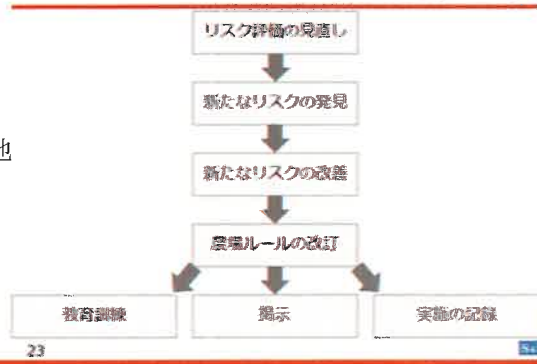 リスク評価の見直し
新たなリスクの発見
地
新たなリスクの改善
農場ルールの改訂
教育訓練 掲示 実施の記録
23